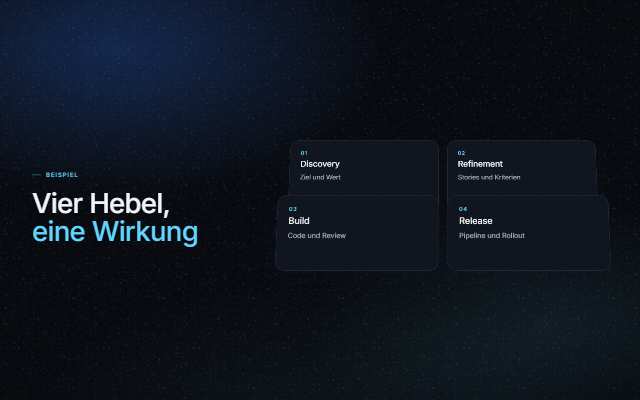 BEISPIEL
Vier Hebel,
eine Wirkung
01
Discovery
Ziel und Wert
02
Refinement
Stories und Kriterien
03
Build
Code und Review
04
Release
Pipeline und Rollout